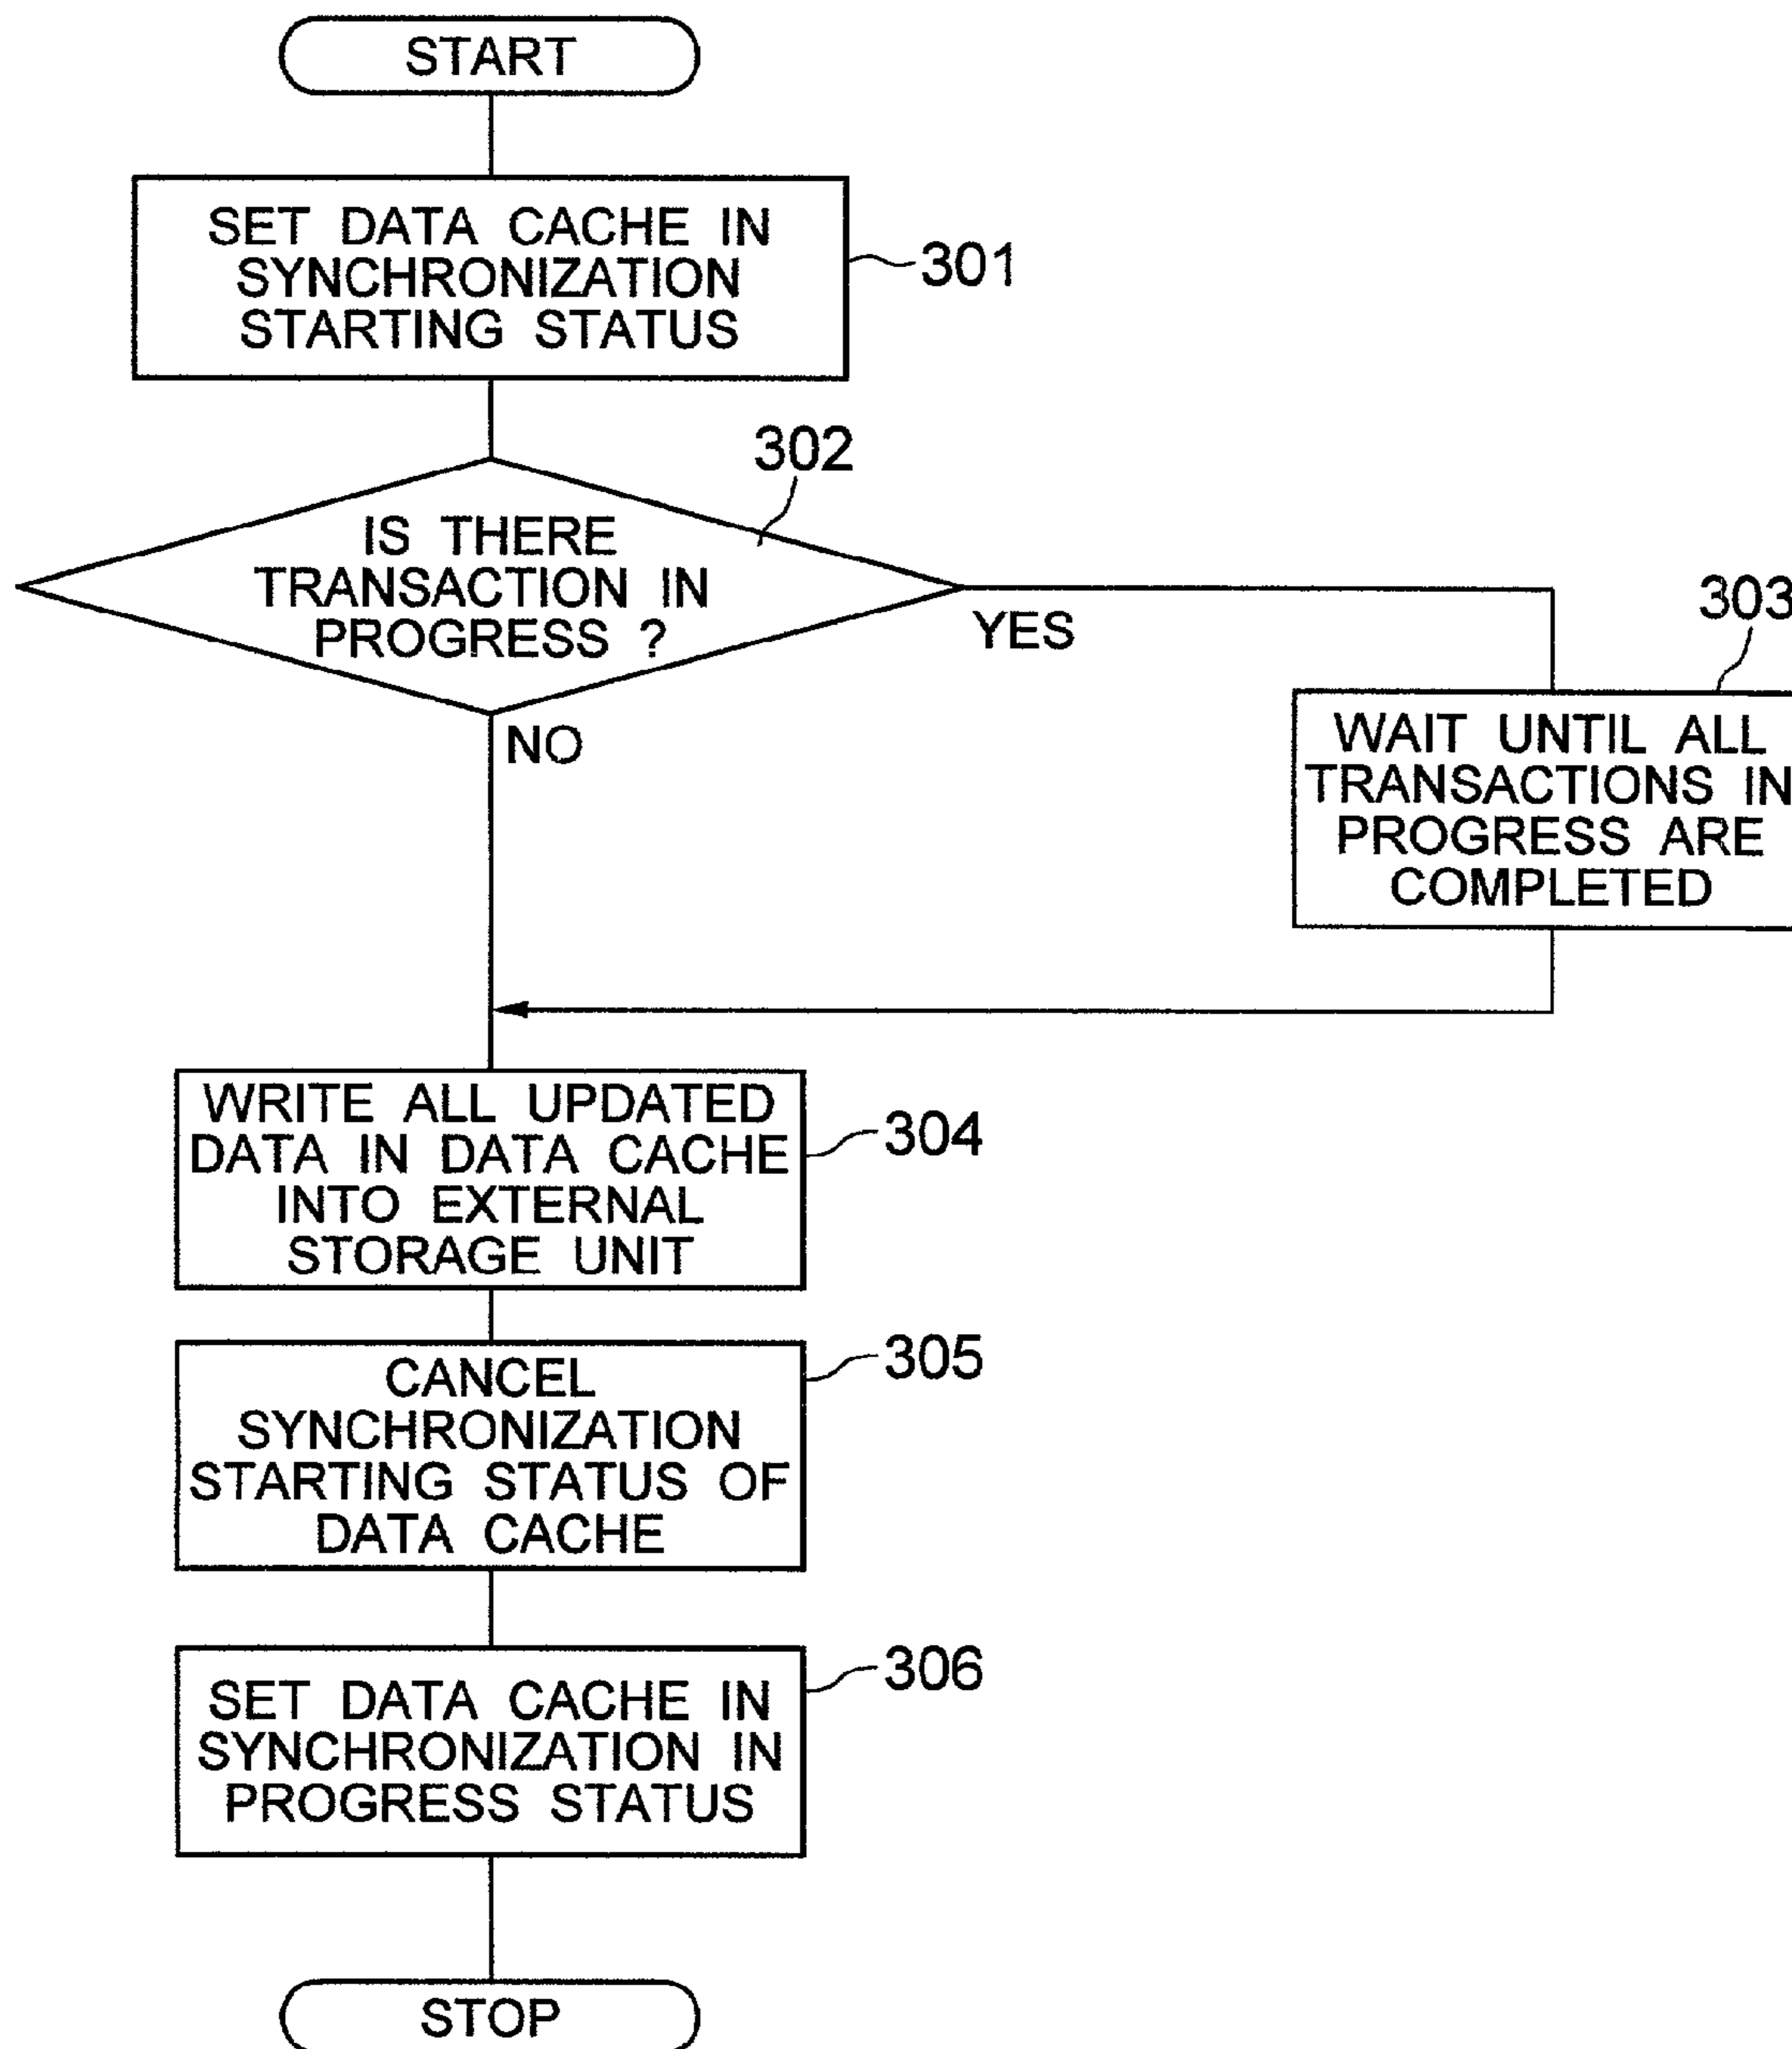 START
SET DATA CACHE IN
SYNCHRONIZATION
STARTING STATUS
301
302
IS THERE
TRANSACTION IN
PROGRESS ?
YES
NO
303
WAIT UNTIL ALL
TRANSACTIONS IN
PROGRESS ARE
COMPLETED
WRITE ALL UPDATED
DATA IN DATA CACHE
INTO EXTERNAL
STORAGE UNIT
304
CANCEL
SYNCHRONIZATION
STARTING STATUS OF
DATA CACHE
305
SET DATA CACHE IN
SYNCHRONIZATION IN
PROGRESS STATUS
306
STOP